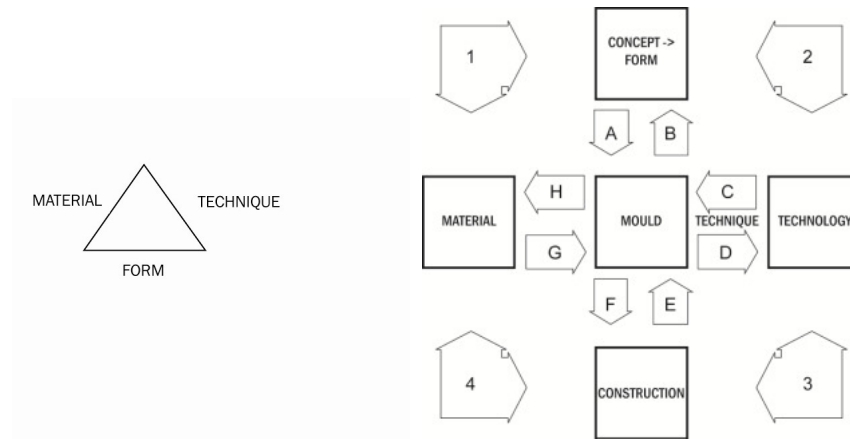 MATERIAL
TECHNIQUE
FORM
1
CONCEPT ->
FORM
2
A
B
H
C
MATERIAL
MOULD
TECHNIQUE
TECHNOLOGY
G
D
F
E
4
CONSTRUCTION
3